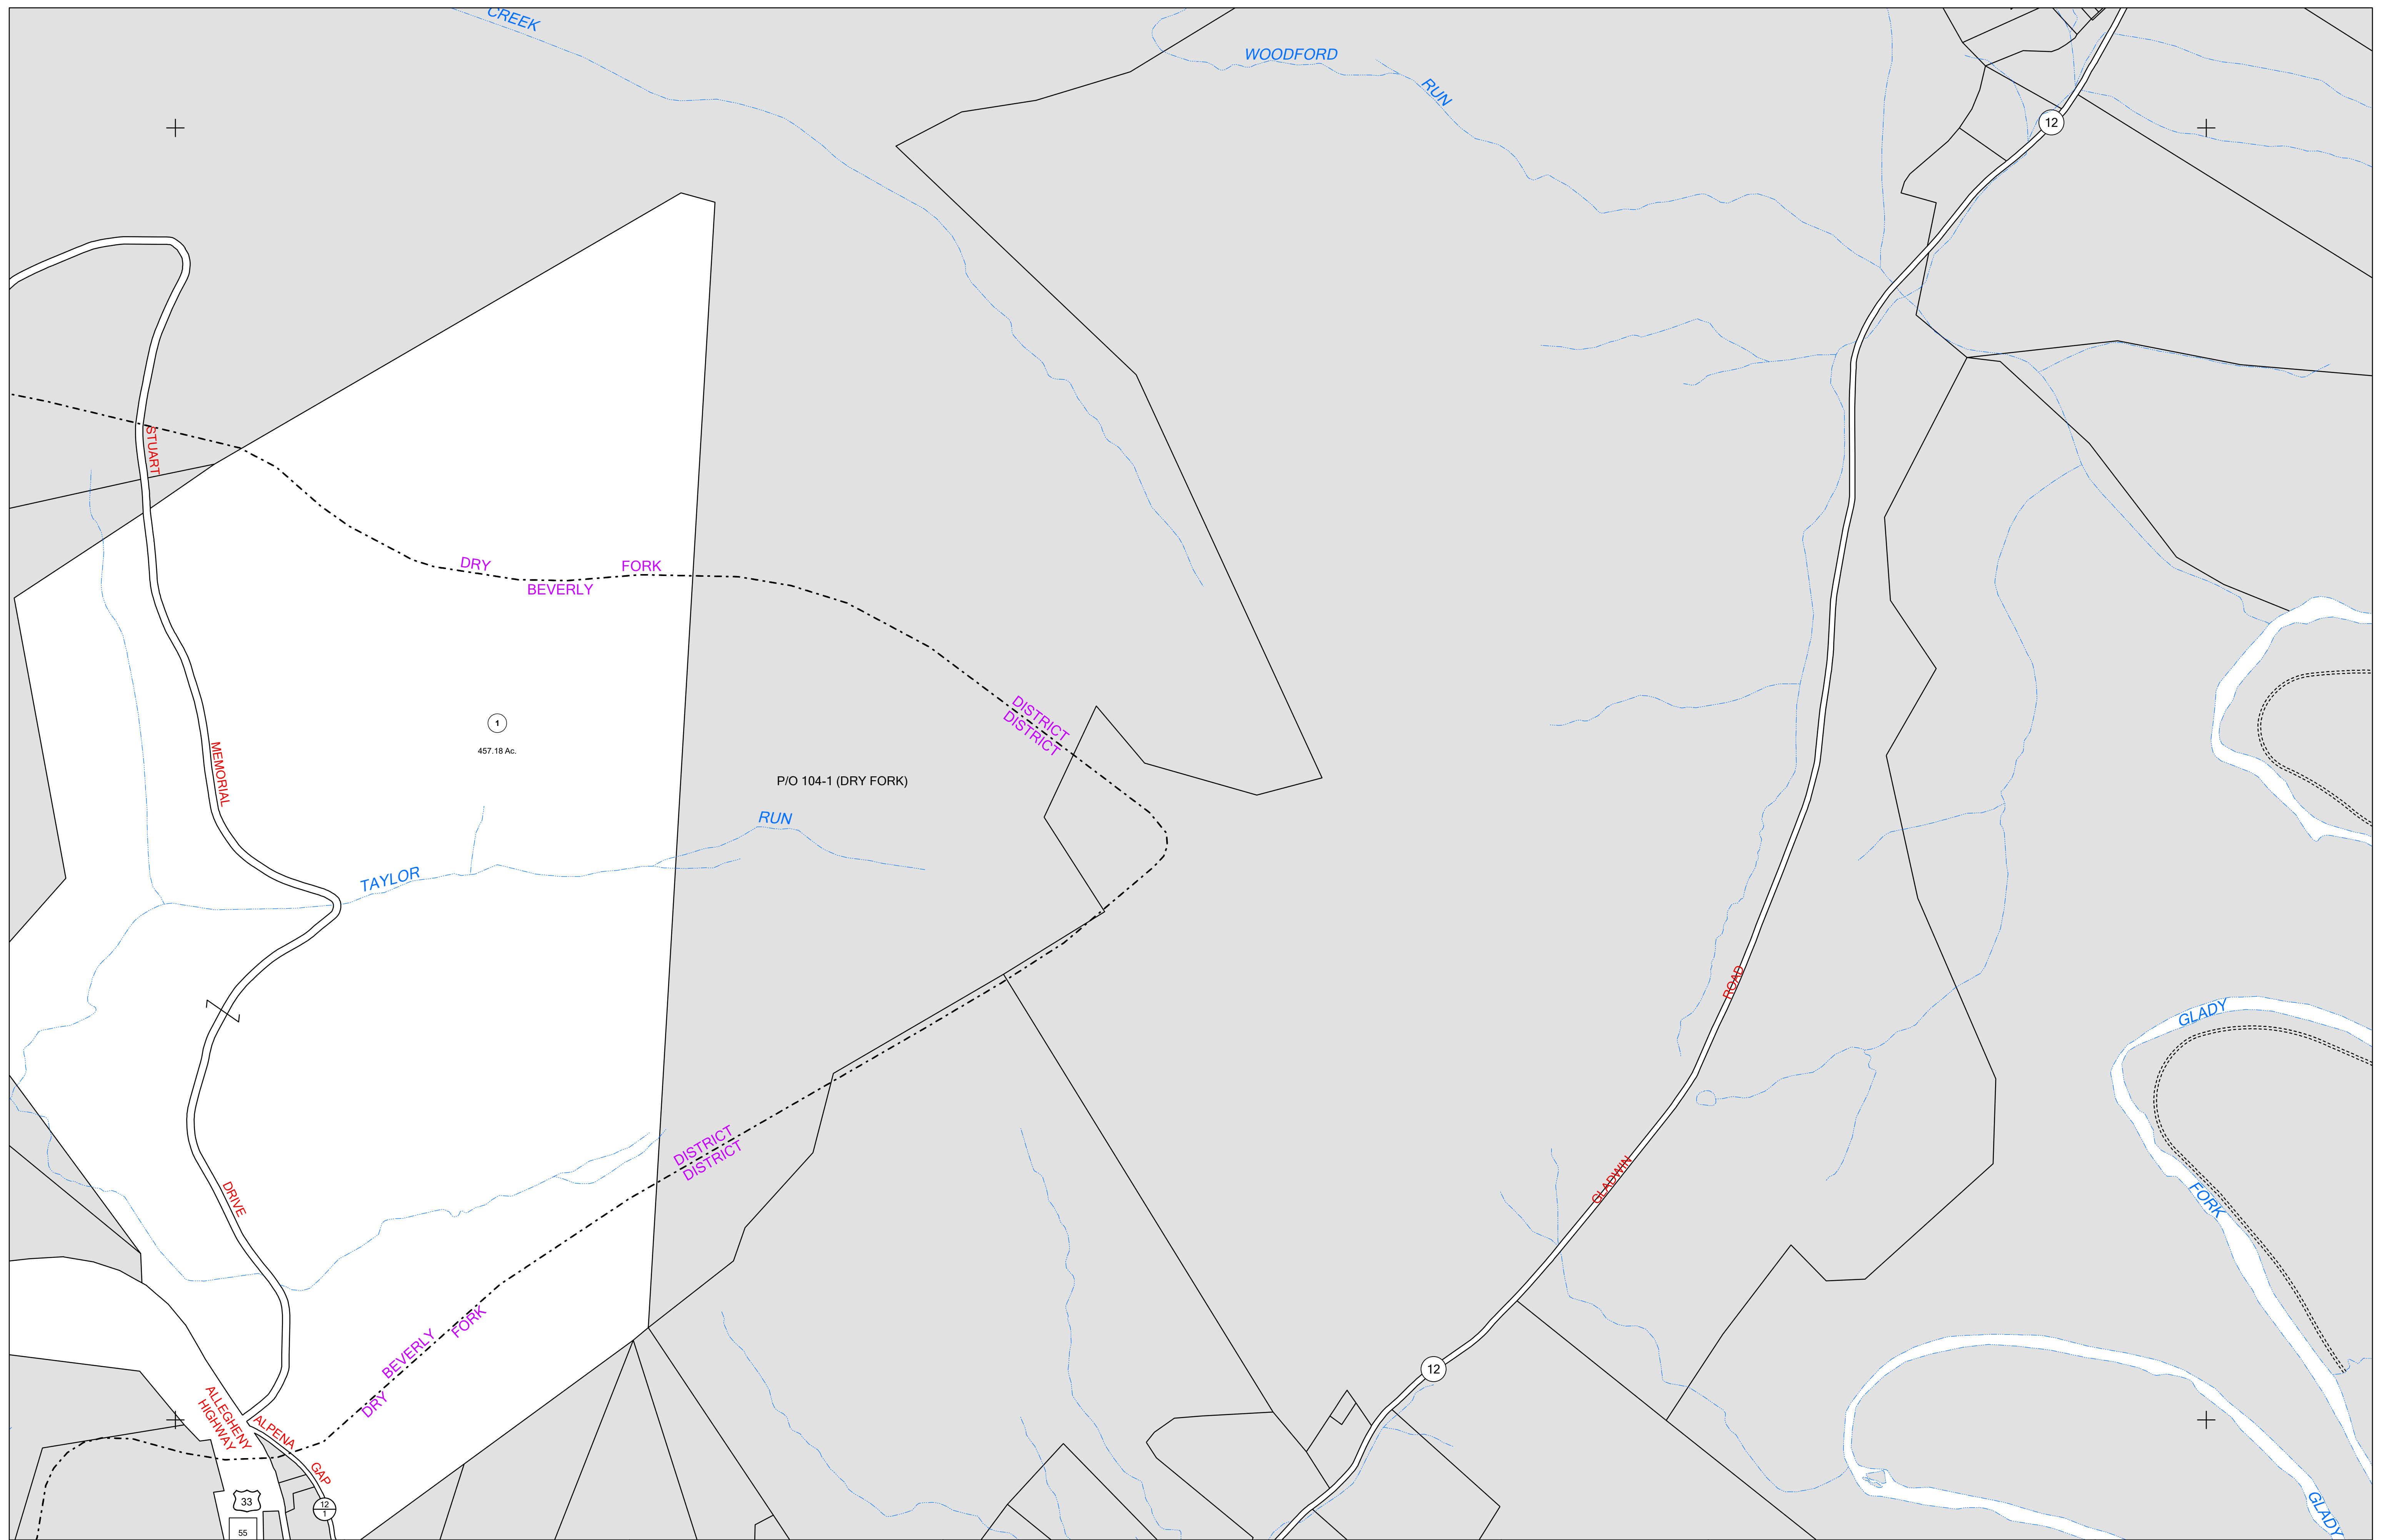 CREEK
WOODFORD
RUN
12
STUART
DRY FORK
BEVERLY
DISTRICT
DISTRICT
1
457.18 Ac.
MEMORIAL
P/O 104-1 (DRY FORK)
RUN
TAYLOR
ROAD
GLADY
DISTRICT
DISTRICT
GLADWIN
DRIVE
FORK
BEVERLY
FORK
DRY
12
ALLEGHENY
HIGHWAY
ALPENA
GAP
33
12
1
55
GLADY